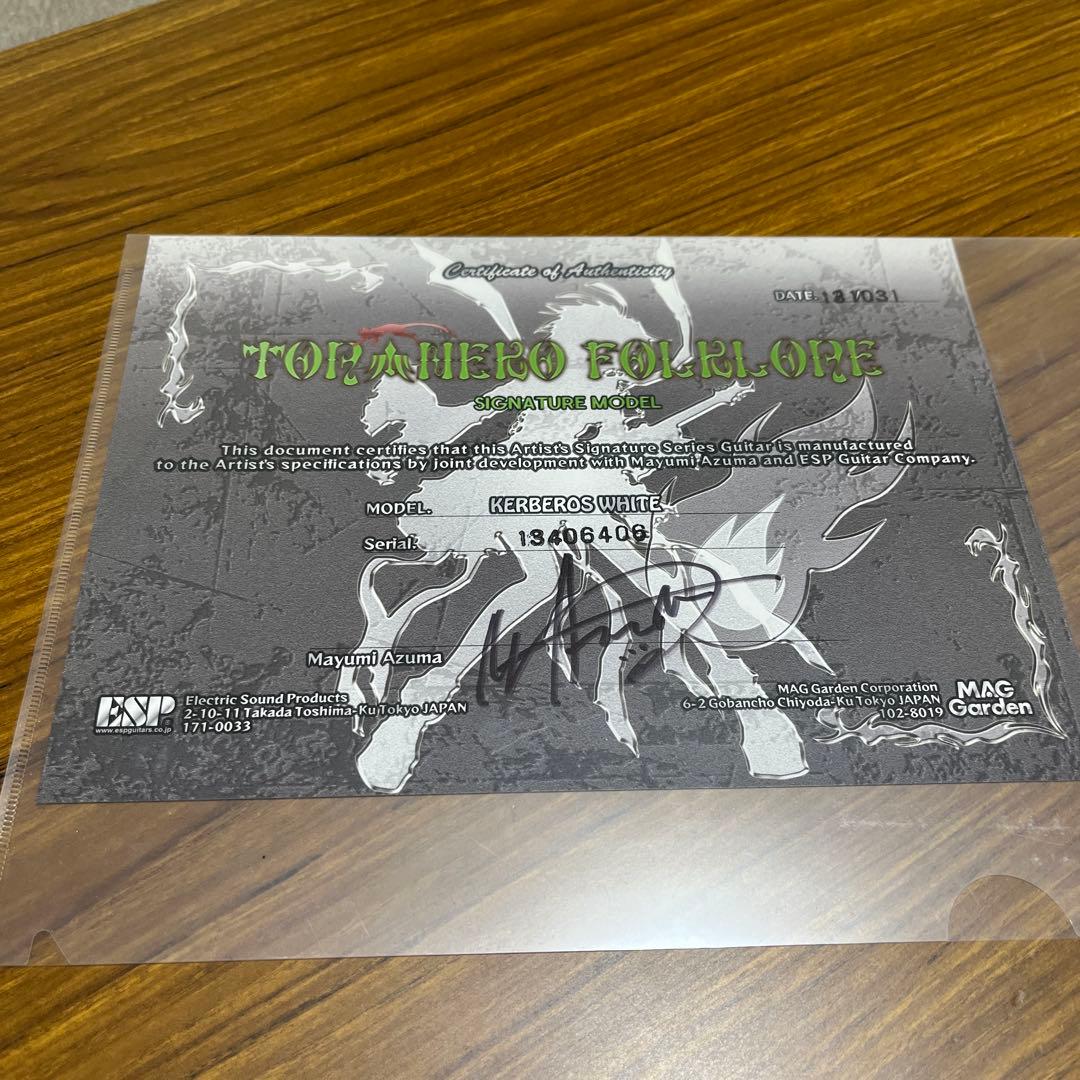 Certificate of Authenticity
DATE. 131031
TORANEKO FOLKLORE
SIGNATURE MODEL
This document certifies that this Artist's Signature Series Guitar is manufactured
to the Artist's specifications by joint development with Mayumi Azuma and ESP Guitar Company.
MODEL. KERBEROS WHITE
Serial. 13406406
Mayumi Azuma
ESP
www.espguitars.co.jp
Electric Sound Products
2-10-11 Takada Toshima-Ku Tokyo JAPAN
171-0033
MAG Garden Corporation
6-2 Gobancho Chiyoda-Ku Tokyo JAPAN
102-8019
MAG
Garden